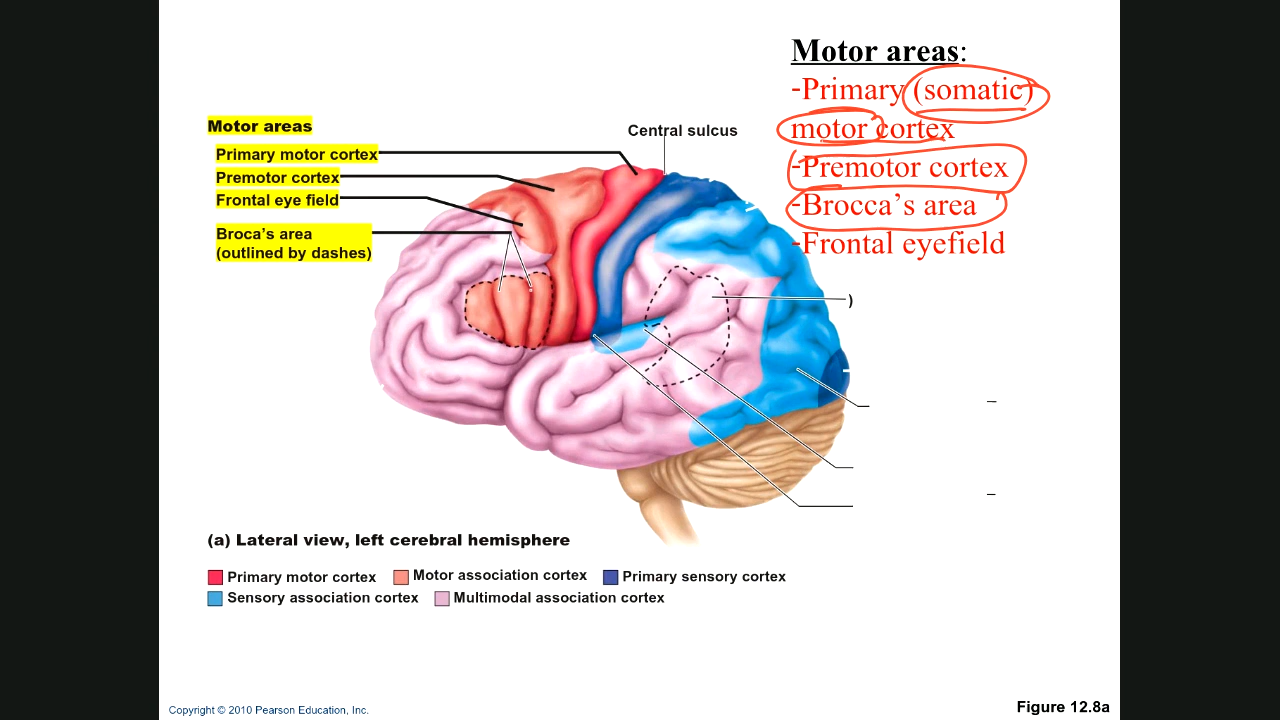 Motor areas:
-Primary (somatic)
motor cortex
-Premotor cortex
-Brocca’s area
-Frontal eyefield
Motor areas
Central sulcus
Primary motor cortex
Premotor cortex
Frontal eye field
Broca’s area
(outlined by dashes)
)
(a) Lateral view, left cerebral hemisphere
Primary motor cortex
Motor association cortex
Primary sensory cortex
Sensory association cortex
Multimodal association cortex
Copyright © 2010 Pearson Education, Inc.
Figure 12.8a